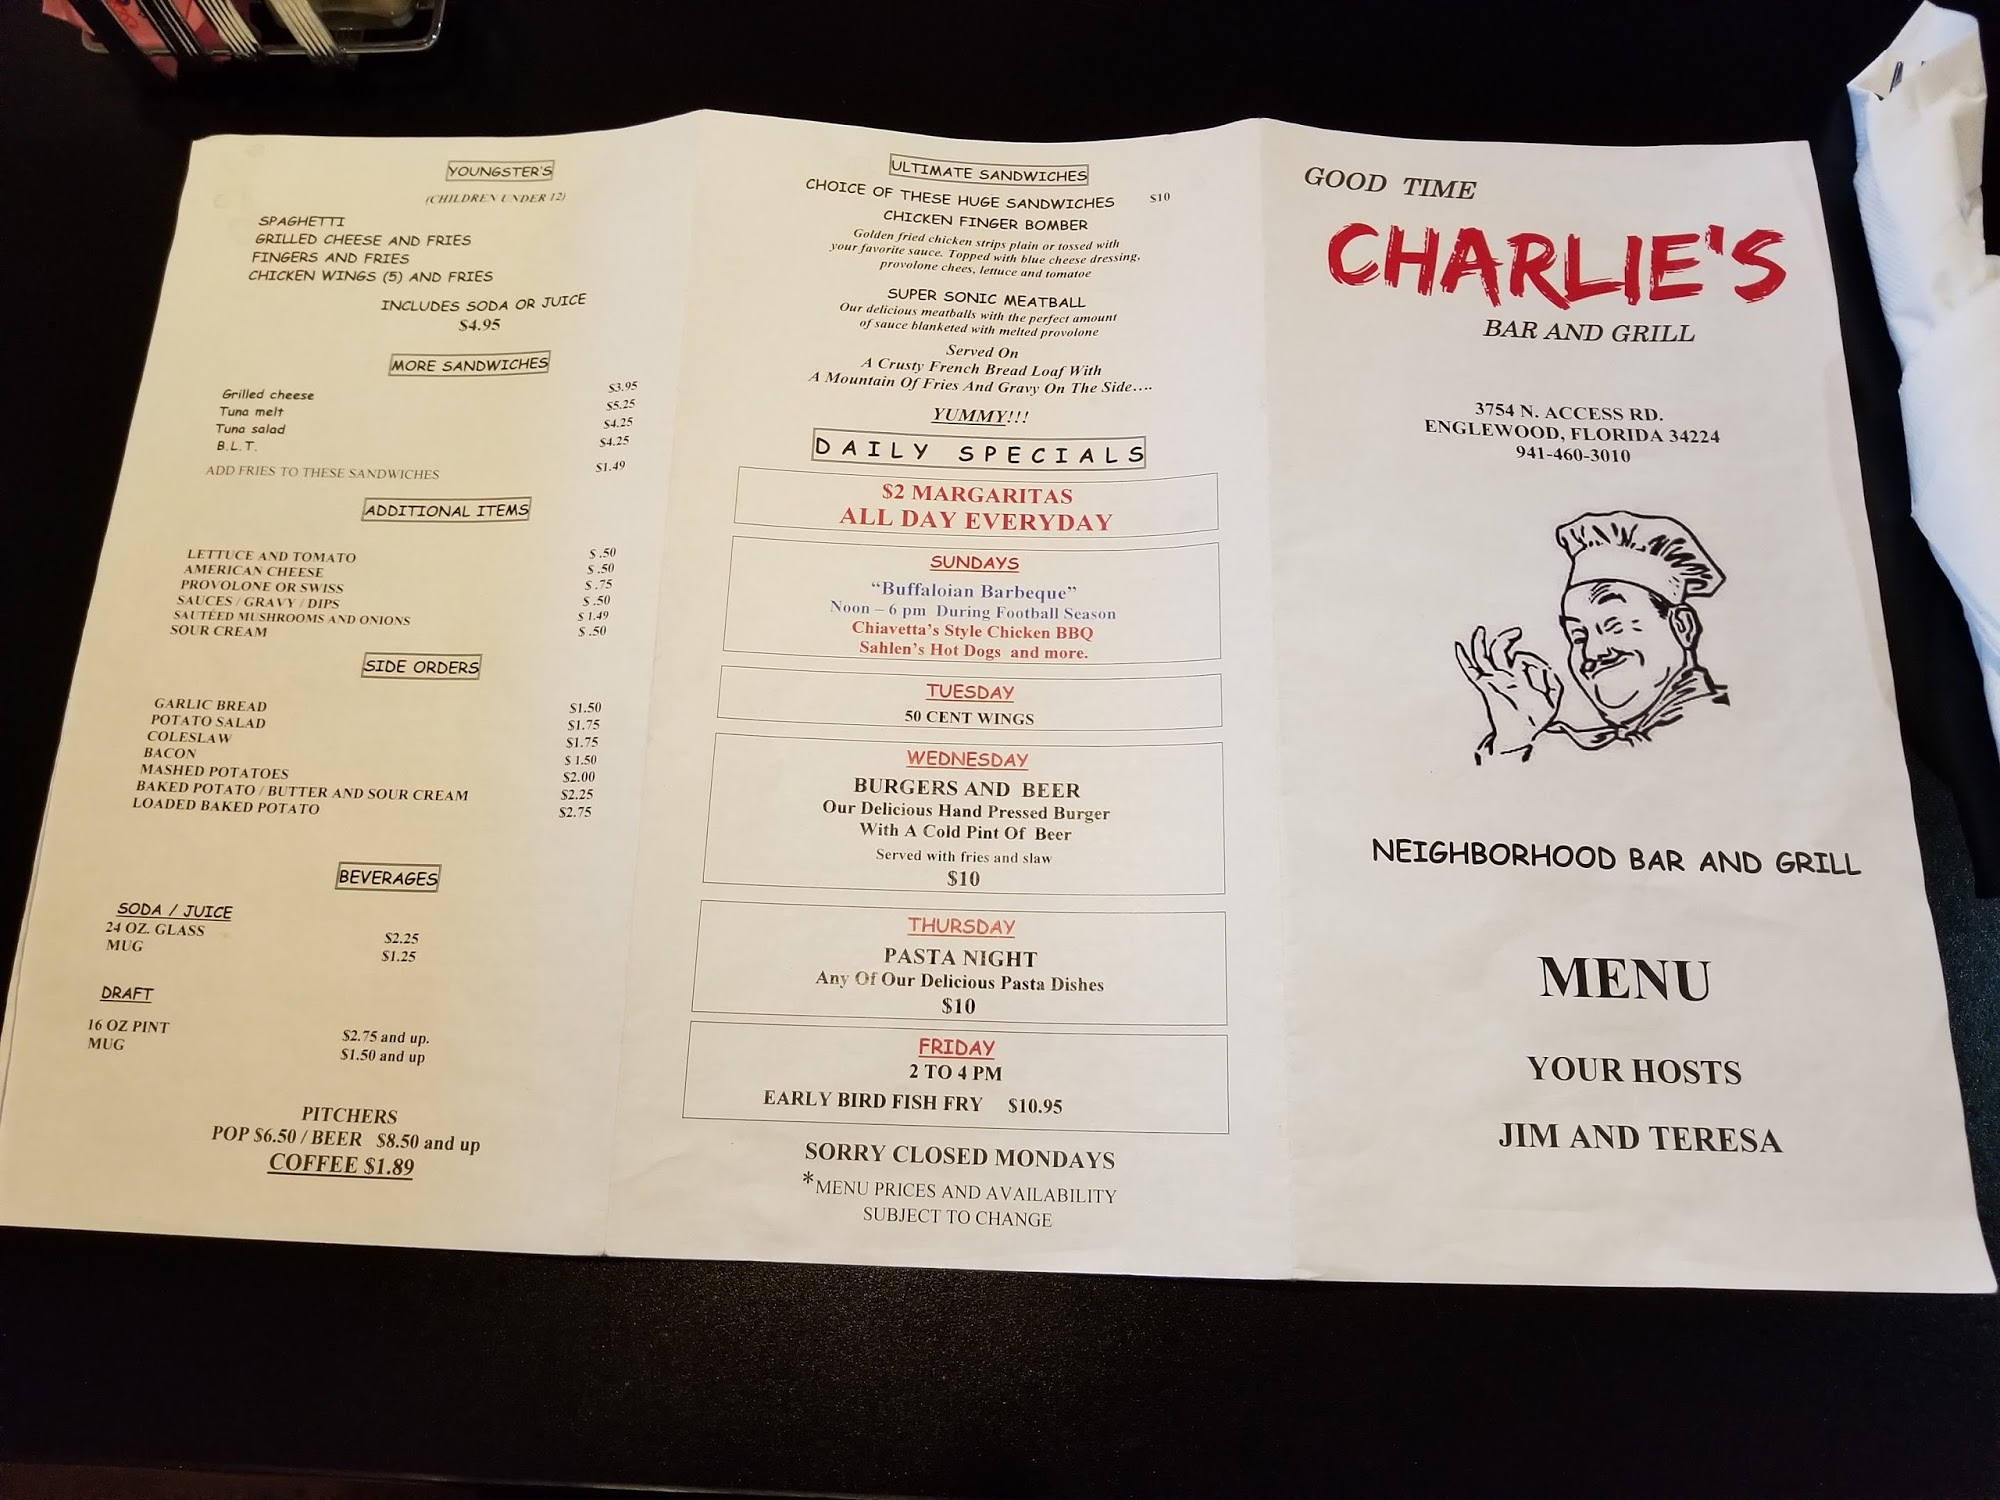 YOUNGSTER'S
(CHILDREN UNDER 12)
SPAGHETTI
GRILLED CHEESE AND FRIES
FINGERS AND FRIES
CHICKEN WINGS (5) AND FRIES
INCLUDES SODA OR JUICE
$4.95
MORE SANDWICHES
Grilled cheese $3.95
Tuna melt $5.25
Tuna salad $4.25
B.L.T. $4.25
ADD FRIES TO THESE SANDWICHES $1.49
ADDITIONAL ITEMS
LETTUCE AND TOMATO $ .50
AMERICAN CHEESE $ .50
PROVOLONE OR SWISS $ .75
SAUCES / GRAVY / DIPS $ .50
SAUTÉED MUSHROOMS AND ONIONS $ 1.49
SOUR CREAM $ .50
SIDE ORDERS
GARLIC BREAD $1.50
POTATO SALAD $1.75
COLESLAW $1.75
BACON $ 1.50
MASHED POTATOES $2.00
BAKED POTATO / BUTTER AND SOUR CREAM $2.25
LOADED BAKED POTATO $2.75
BEVERAGES
SODA / JUICE
24 OZ. GLASS $2.25
MUG $1.25
DRAFT
16 OZ PINT $2.75 and up.
MUG $1.50 and up
PITCHERS
POP $6.50 / BEER $8.50 and up
COFFEE $1.89
ULTIMATE SANDWICHES
CHOICE OF THESE HUGE SANDWICHES $10
CHICKEN FINGER BOMBER
Golden fried chicken strips plain or tossed with
your favorite sauce. Topped with blue cheese dressing,
provolone chees, lettuce and tomatoe
SUPER SONIC MEATBALL
Our delicious meatballs with the perfect amount
of sauce blanketed with melted provolone
Served On
A Crusty French Bread Loaf With
A Mountain Of Fries And Gravy On The Side….
YUMMY!!!
DAILY SPECIALS
$2 MARGARITAS
ALL DAY EVERYDAY
SUNDAYS
“Buffaloian Barbeque”
Noon – 6 pm During Football Season
Chiavetta's Style Chicken BBQ
Sahlen's Hot Dogs and more.
TUESDAY
50 CENT WINGS
WEDNESDAY
BURGERS AND BEER
Our Delicious Hand Pressed Burger
With A Cold Pint Of Beer
Served with fries and slaw
$10
THURSDAY
PASTA NIGHT
Any Of Our Delicious Pasta Dishes
$10
FRIDAY
2 TO 4 PM
EARLY BIRD FISH FRY $10.95
SORRY CLOSED MONDAYS
*MENU PRICES AND AVAILABILITY
SUBJECT TO CHANGE
GOOD TIME
CHARLIE'S
BAR AND GRILL
3754 N. ACCESS RD.
ENGLEWOOD, FLORIDA 34224
941-460-3010
NEIGHBORHOOD BAR AND GRILL
MENU
YOUR HOSTS
JIM AND TERESA